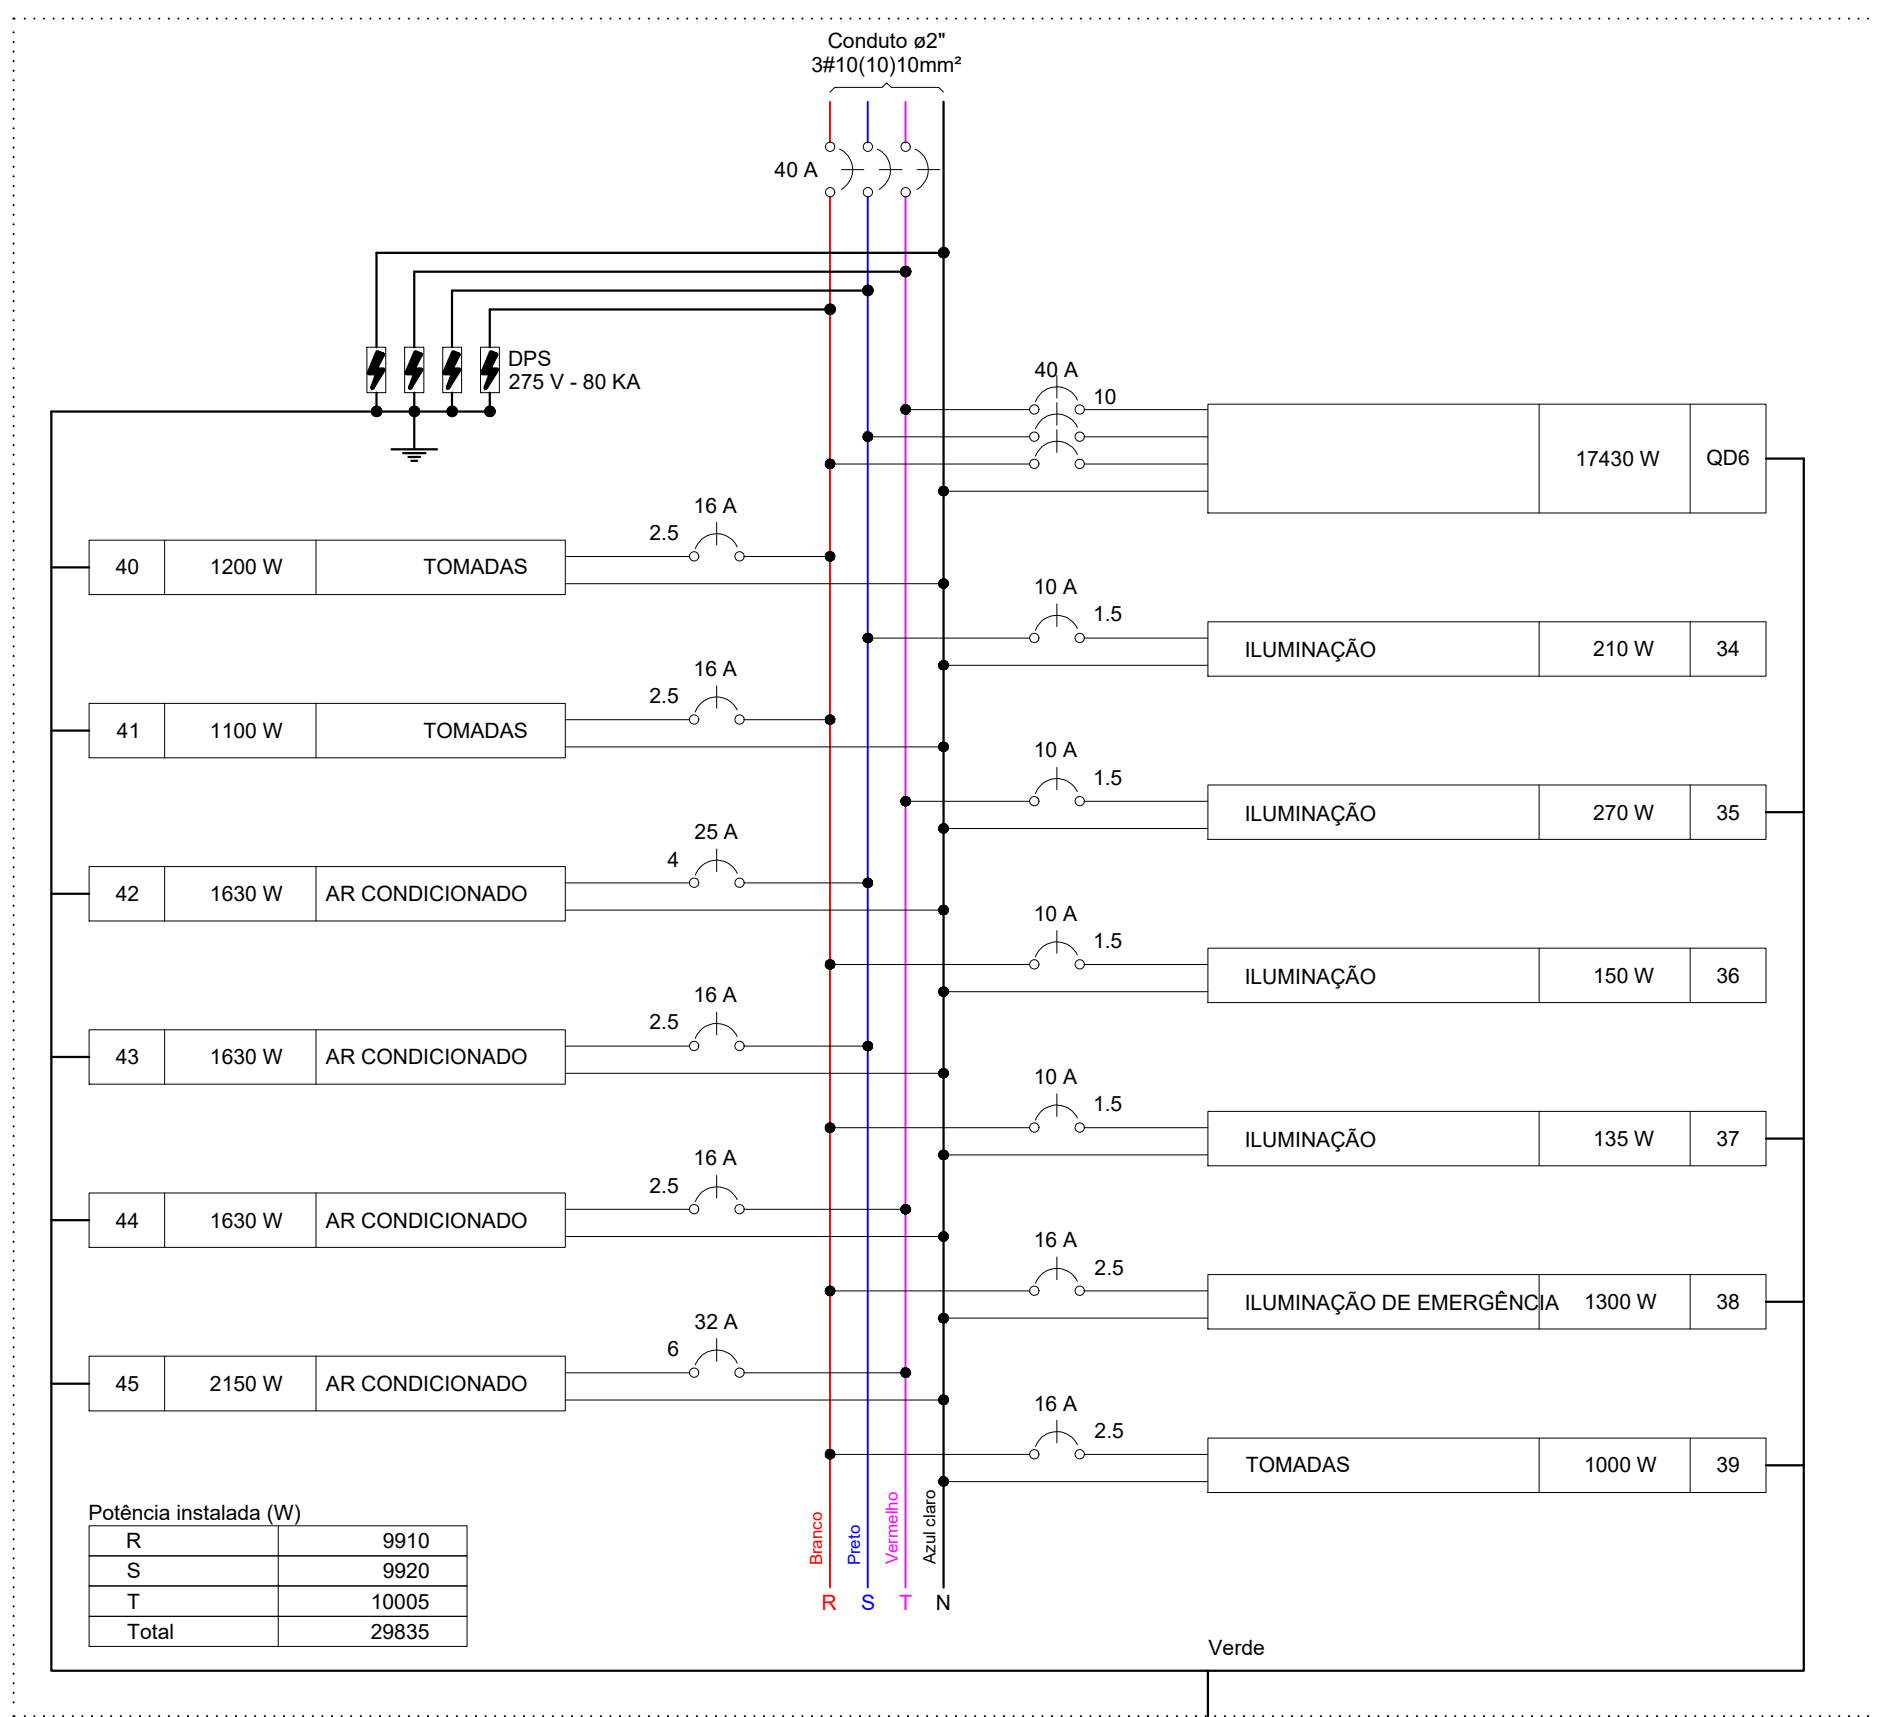 Conduto ø2"
3#10(10)10mm²
40 A
DPS
275 V - 80 KA
40 A
10
17430 W QD6
16 A
2.5
40 1200 W TOMADAS
10 A
1.5
ILUMINAÇÃO 210 W 34
16 A
2.5
41 1100 W TOMADAS
10 A
1.5
ILUMINAÇÃO 270 W 35
25 A
4
42 1630 W AR CONDICIONADO
10 A
1.5
ILUMINAÇÃO 150 W 36
16 A
2.5
43 1630 W AR CONDICIONADO
10 A
1.5
ILUMINAÇÃO 135 W 37
16 A
2.5
44 1630 W AR CONDICIONADO
16 A
2.5
ILUMINAÇÃO DE EMERGÊNCIA 1300 W 38
32 A
6
45 2150 W AR CONDICIONADO
16 A
2.5
TOMADAS 1000 W 39
Potência instalada (W)
R 9910
S 9920
T 10005
Total 29835
Branco
Preto
Vermelho
Azul claro
R S T N
Verde